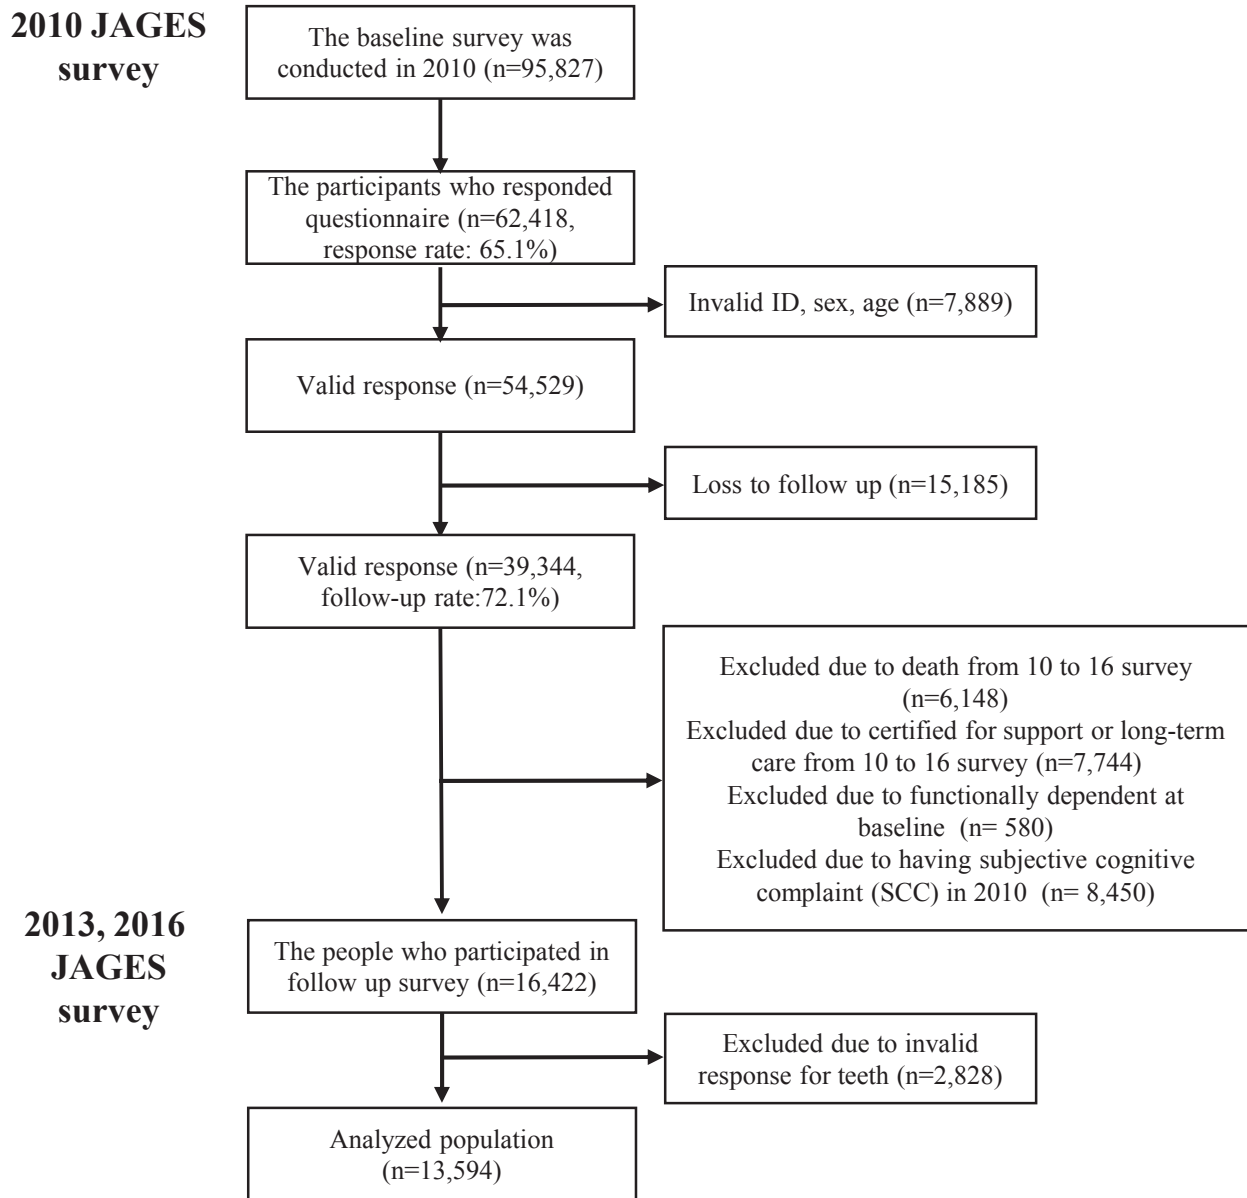 2010 JAGES
survey
The baseline survey was
conducted in 2010 (n=95,827)
The participants who responded
questionnaire (n=62,418,
response rate: 65.1%)
Invalid ID, sex, age (n=7,889)
Valid response (n=54,529)
Loss to follow up (n=15,185)
Valid response (n=39,344,
follow-up rate:72.1%)
Excluded due to death from 10 to 16 survey
(n=6,148)
Excluded due to certified for support or long-term
care from 10 to 16 survey (n=7,744)
Excluded due to functionally dependent at
baseline (n= 580)
Excluded due to having subjective cognitive
complaint (SCC) in 2010 (n= 8,450)
2013, 2016
JAGES
survey
The people who participated in
follow up survey (n=16,422)
Excluded due to invalid
response for teeth (n=2,828)
Analyzed population
(n=13,594)